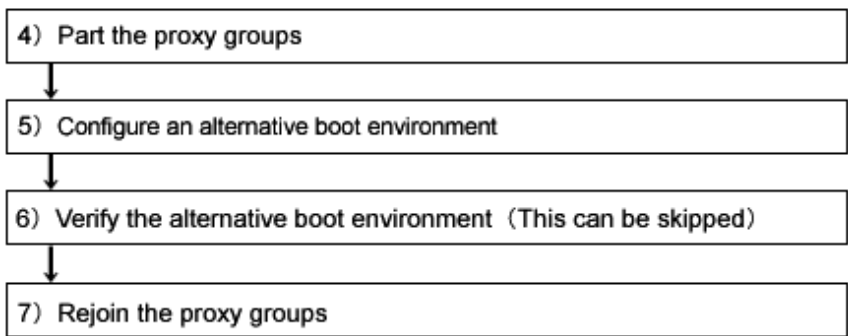 4）Part the proxy groups
5）Configure an alternative boot environment
6）Verify the alternative boot environment（This can be skipped）
7）Rejoin the proxy groups